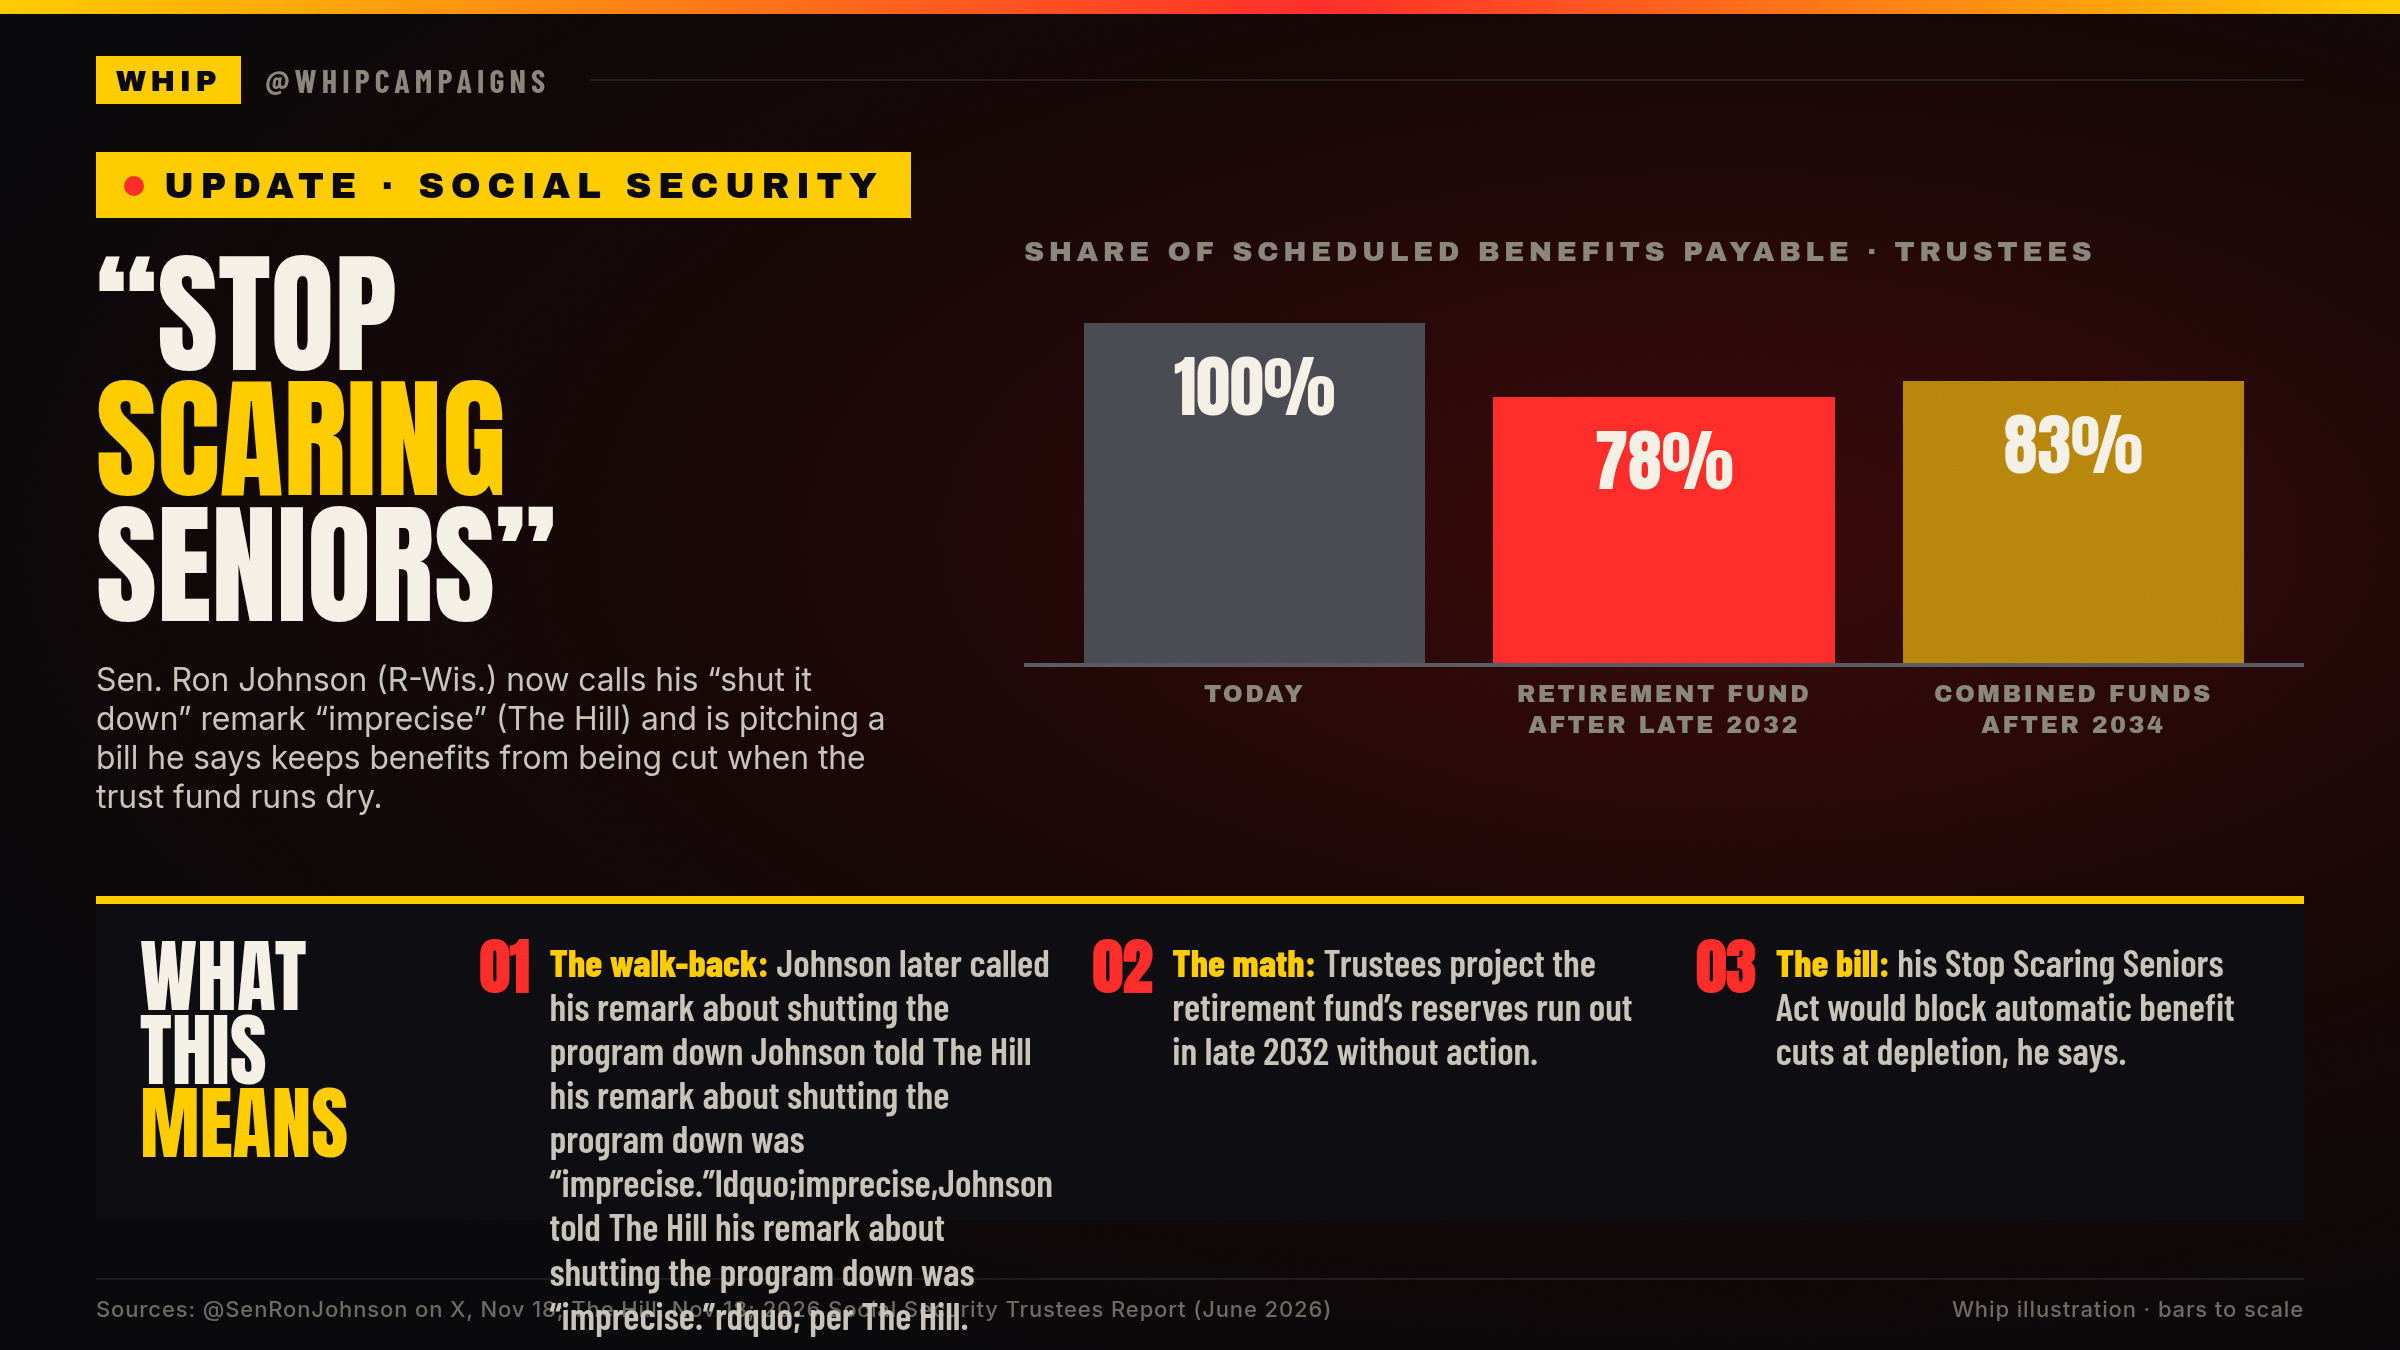 WHIP
@WHIPCAMPAIGNS
UPDATE · SOCIAL SECURITY
“STOP
SCARING
SENIORS”
Sen. Ron Johnson (R-Wis.) now calls his “shut it
down” remark “imprecise” (The Hill) and is pitching a
bill he says keeps benefits from being cut when the
trust fund runs dry.
SHARE OF SCHEDULED BENEFITS PAYABLE · TRUSTEES
100%
78%
83%
TODAY
RETIREMENT FUND
AFTER LATE 2032
COMBINED FUNDS
AFTER 2034
WHAT
THIS
MEANS
01
The walk-back: Johnson later called
his remark about shutting the
program down Johnson told The Hill
his remark about shutting the
program down was
“imprecise.”ldquo;imprecise,Johnson
told The Hill his remark about
shutting the program down was
“imprecise.”rdquo; per The Hill.
02
The math: Trustees project the
retirement fund’s reserves run out
in late 2032 without action.
03
The bill: his Stop Scaring Seniors
Act would block automatic benefit
cuts at depletion, he says.
Sources: @SenRonJohnson on X, Nov 18; The Hill, Nov 18; 2026 Social Security Trustees Report (June 2026)
Whip illustration · bars to scale